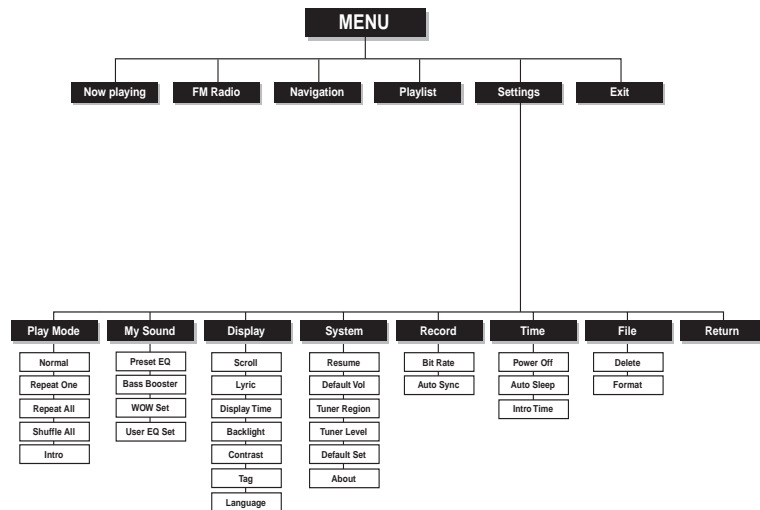 MENU
Now playing
FM Radio
Navigation
Playlist
Settings
Exit
Play Mode
Normal
Repeat One
Repeat All
Shuffle All
Intro
My Sound
Preset EQ
Bass Booster
WOW Set
User EQ Set
Display
Scroll
Lyric
Display Time
Backlight
Contrast
Tag
Language
System
Resume
Default Vol
Tuner Region
Tuner Level
Default Set
About
Record
Bit Rate
Auto Sync
Time
Power Off
Auto Sleep
Intro Time
File
Delete
Format
Return